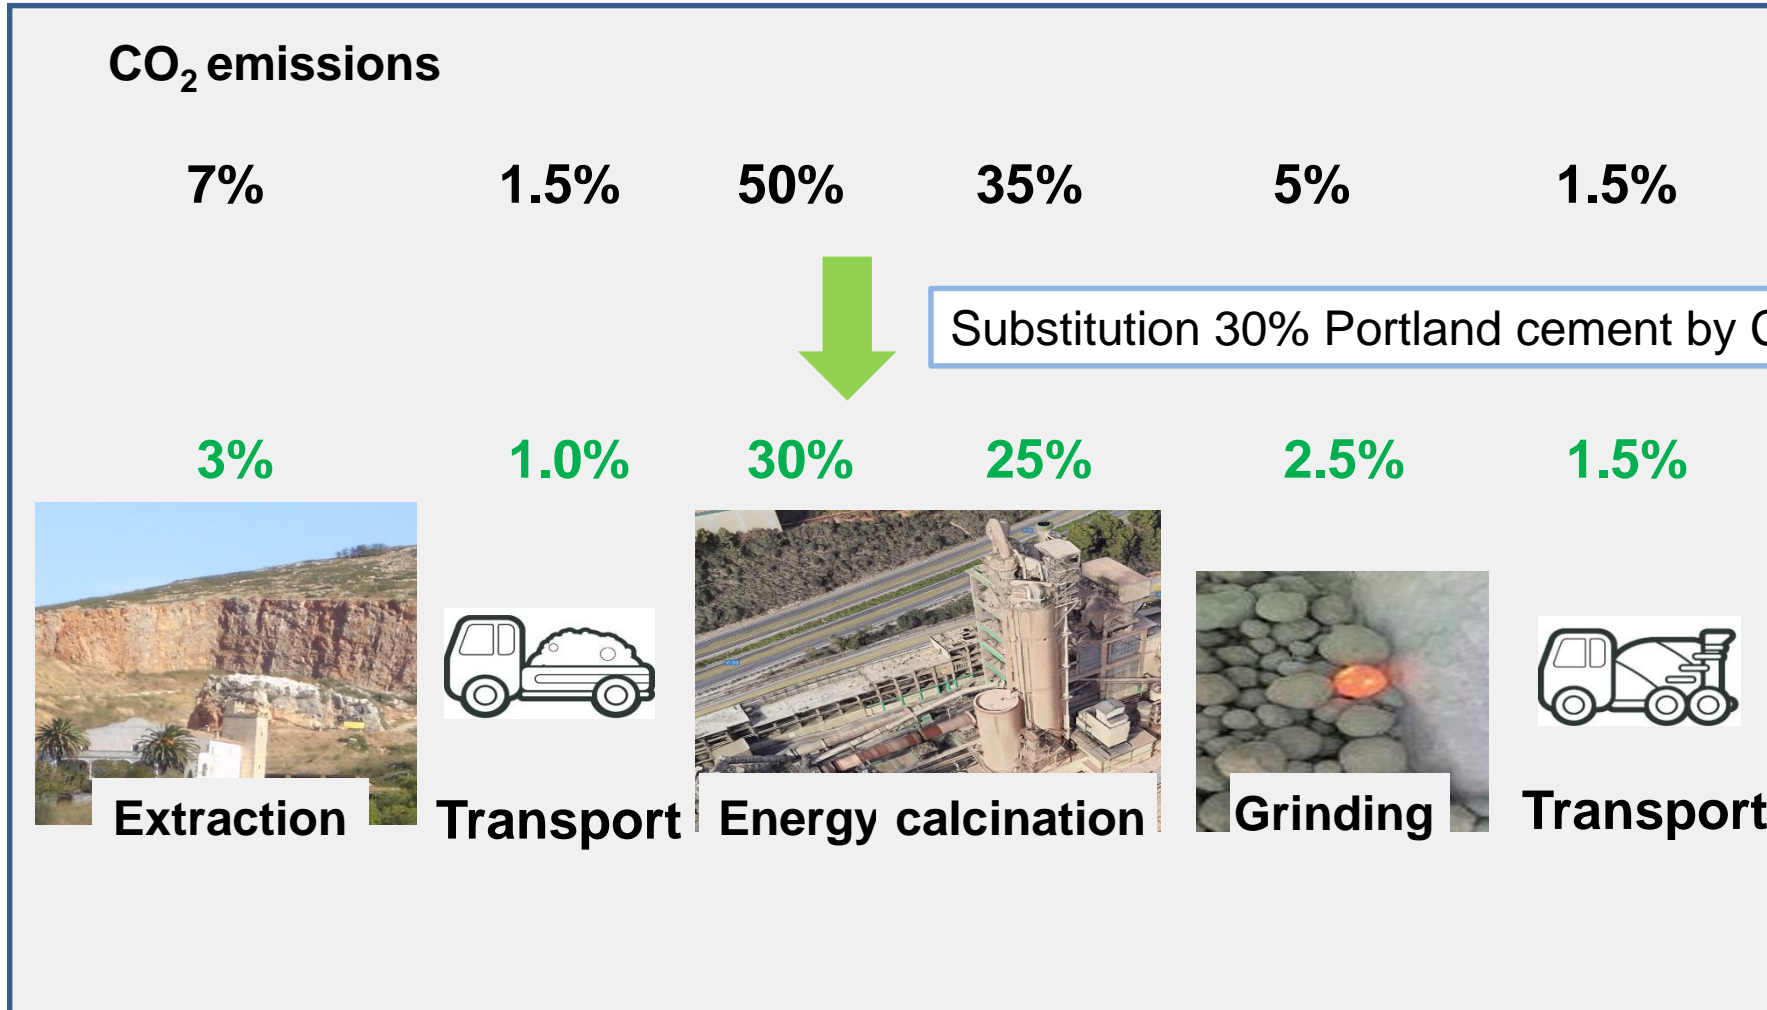 CO₂ emissions
7% 1.5% 50% 35% 5% 1.5%
Substitution 30% Portland cement by
3% 1.0% 30% 25% 2.5% 1.5%
Extraction Transport Energy calcination Grinding Transport